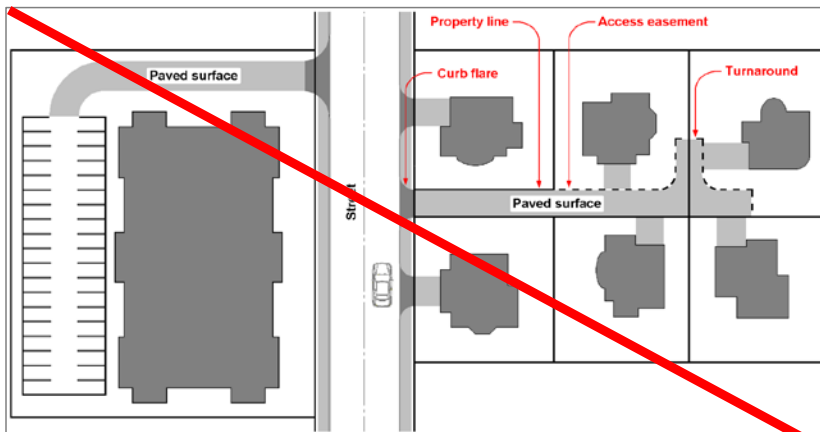 Property line
Access easement
Paved surface
Curb flare
Turnaround
Street
Paved surface